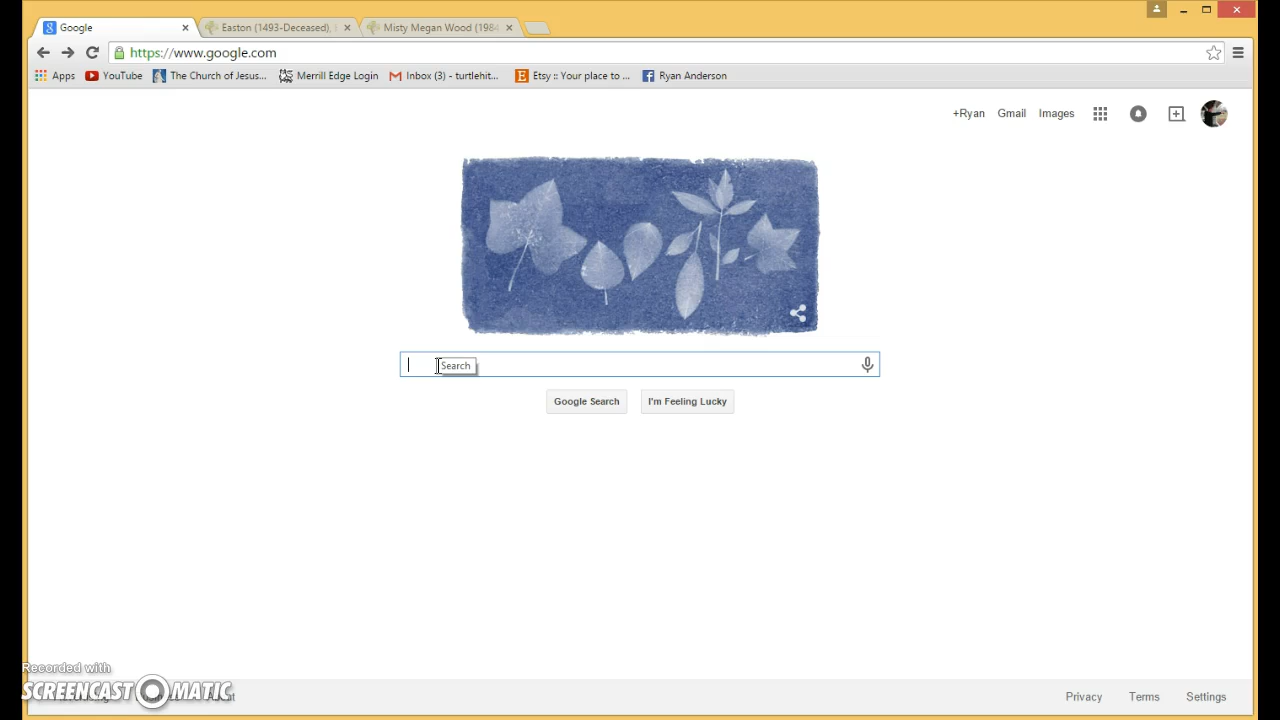 Google
Easton (1493-Deceased),
Misty Megan Wood (1984
https://www.google.com
Apps
YouTube
The Church of Jesus...
Merrill Edge Login
Inbox (3) - turtlehit...
Etsy :: Your place to ...
Ryan Anderson
+Ryan
Gmail
Images
Search
Google Search
I'm Feeling Lucky
Recorded with
SCREENCAST MATIC
Privacy
Terms
Settings